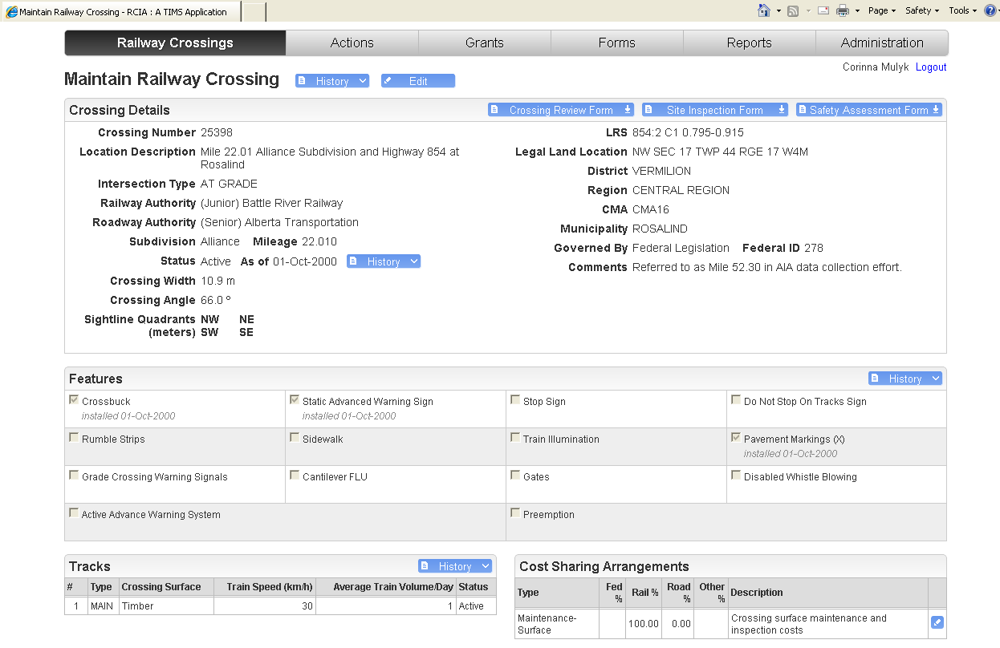 Maintain Railway Crossing - RCIA : A TIMS Application
Page Safety Tools
Railway Crossings Actions Grants Forms Reports Administration
Corinna Mulyk Logout
Maintain Railway Crossing History Edit
Crossing Details Crossing Review Form Site Inspection Form Safety Assessment Form
Crossing Number 25398
Location Description Mile 22.01 Alliance Subdivision and Highway 854 at
Rosalind
Intersection Type AT GRADE
Railway Authority (Junior) Battle River Railway
Roadway Authority (Senior) Alberta Transportation
Subdivision Alliance Mileage 22.010
Status Active As of 01-Oct-2000 History
Crossing Width 10.9 m
Crossing Angle 66.0 º
Sightline Quadrants NW NE
(meters) SW SE
LRS 854:2 C1 0.795-0.915
Legal Land Location NW SEC 17 TWP 44 RGE 17 W4M
District VERMILION
Region CENTRAL REGION
CMA CMA16
Municipality ROSALIND
Governed By Federal Legislation Federal ID 278
Comments Referred to as Mile 52.30 in AIA data collection effort.
Features History
Crossbuck Static Advanced Warning Sign Stop Sign Do Not Stop On Tracks Sign
installed 01-Oct-2000 installed 01-Oct-2000
Rumble Strips Sidewalk Train Illumination Pavement Markings (X)
installed 01-Oct-2000
Grade Crossing Warning Signals Cantilever FLU Gates Disabled Whistle Blowing
Active Advance Warning System Preemption
Tracks History
# Type Crossing Surface Train Speed (km/h) Average Train Volume/Day Status
1 MAIN Timber 30 1 Active
Cost Sharing Arrangements
Type Fed % Rail % Road % Other % Description
Maintenance- 100.00 0.00 Crossing surface maintenance and
Surface inspection costs